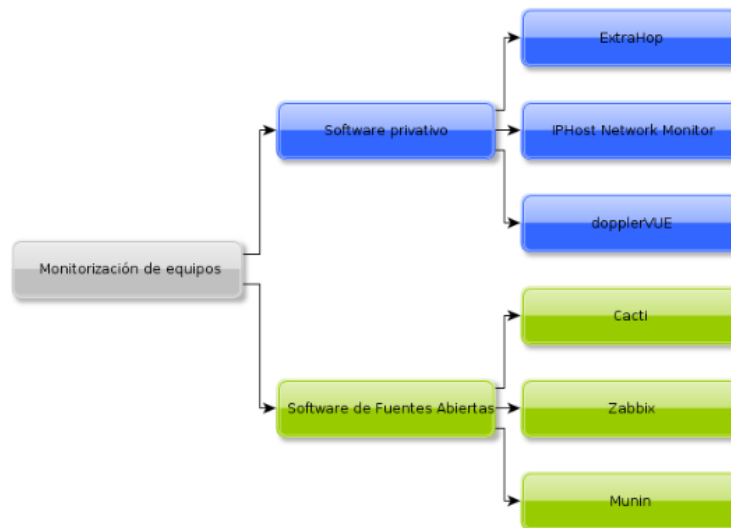 ExtraHop
Software privativo
IPHost Network Monitor
dopplerVUE
Monitorización de equipos
Cacti
Software de Fuentes Abiertas
Zabbix
Munin